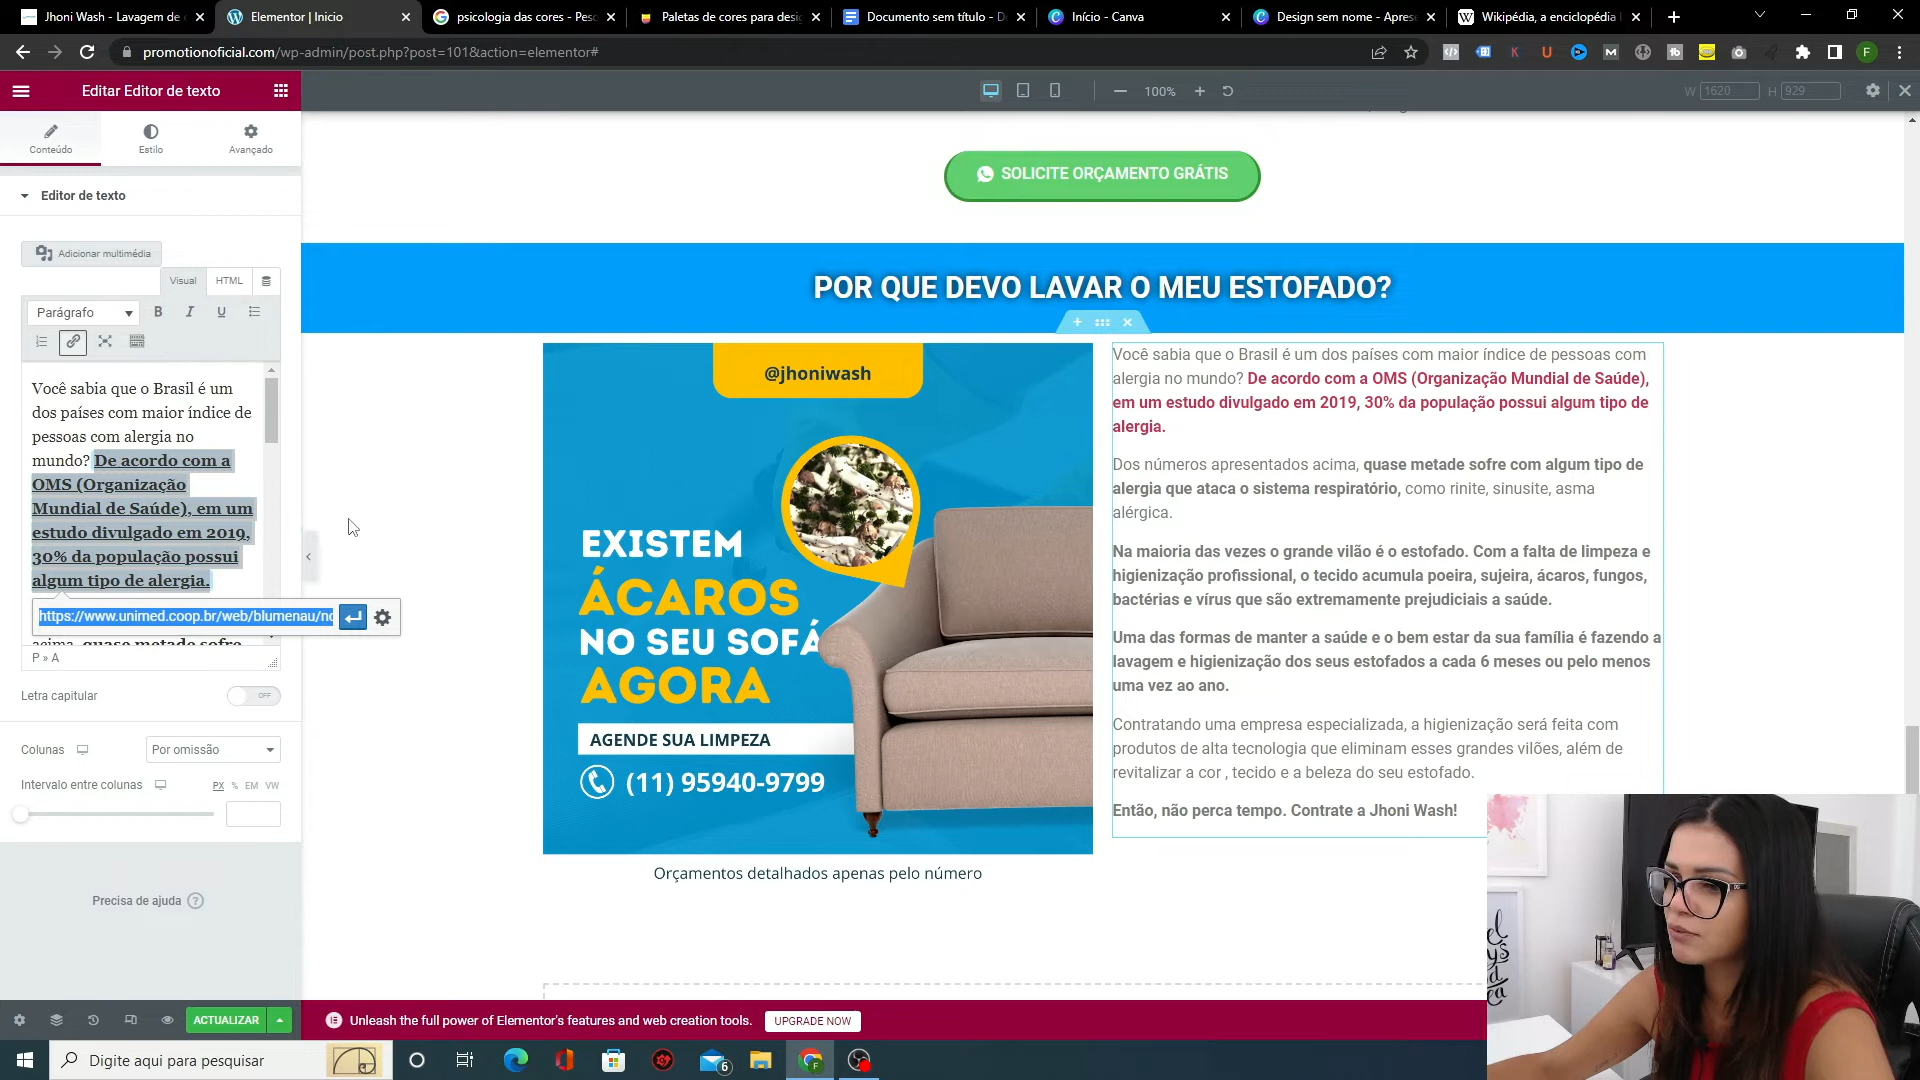 Jhoni Wash - Lavagem de
Elementor | Inicio
psicologia das cores - Pes
Paletas de cores para desig
Documento sem título - D
Início - Canva
Design sem nome - Aprese
Wikipédia, a enciclopédia
promotionoficial.com/wp-admin/post.php?post=101&action=elementor#
Editar Editor de texto
100%
W 1620 H 929
Conteúdo
Estilo
Avançado
Editor de texto
Adicionar multimédia
Visual
HTML
Parágrafo
B I U
Você sabia que o Brasil é um
dos países com maior índice de
pessoas com alergia no
mundo? De acordo com a
OMS (Organização
Mundial de Saúde), em um
estudo divulgado em 2019,
30% da população possui
algum tipo de alergia.
https://www.unimed.coop.br/web/blumenau/no
acima, quase metade sofre
P » A
Letra capitular
OFF
Colunas
Por omissão
Intervalo entre colunas
PX % EM VW
Precisa de ajuda ?
ACTUALIZAR
SOLICITE ORÇAMENTO GRÁTIS
POR QUE DEVO LAVAR O MEU ESTOFADO?
@jhoniwash
EXISTEM
ÁCAROS
NO SEU SOFÁ
AGORA
AGENDE SUA LIMPEZA
(11) 95940-9799
Orçamentos detalhados apenas pelo número
Você sabia que o Brasil é um dos países com maior índice de pessoas com
alergia no mundo? De acordo com a OMS (Organização Mundial de Saúde),
em um estudo divulgado em 2019, 30% da população possui algum tipo de
alergia.
Dos números apresentados acima, quase metade sofre com algum tipo de
alergia que ataca o sistema respiratório, como rinite, sinusite, asma
alérgica.
Na maioria das vezes o grande vilão é o estofado. Com a falta de limpeza e
higienização profissional, o tecido acumula poeira, sujeira, ácaros, fungos,
bactérias e vírus que são extremamente prejudiciais a saúde.
Uma das formas de manter a saúde e o bem estar da sua família é fazendo a
lavagem e higienização dos seus estofados a cada 6 meses ou pelo menos
uma vez ao ano.
Contratando uma empresa especializada, a higienização será feita com
produtos de alta tecnologia que eliminam esses grandes vilões, além de
revitalizar a cor , tecido e a beleza do seu estofado.
Então, não perca tempo. Contrate a Jhoni Wash!
Unleash the full power of Elementor's features and web creation tools.
UPGRADE NOW
Digite aqui para pesquisar
6